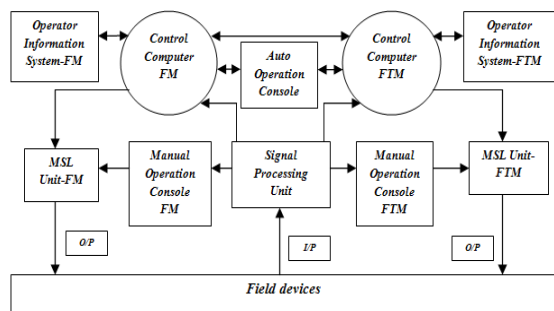 Operator
Information
System-FM
Control
Computer
FM
Auto
Operation
Console
Control
Computer
FTM
Operator
Information
System-FTM
MSL
Unit-FM
Manual
Operation
Console
FM
Signal
Processing
Unit
Manual
Operation
Console
FTM
MSL Unit-
FTM
O/P
I/P
O/P
Field devices